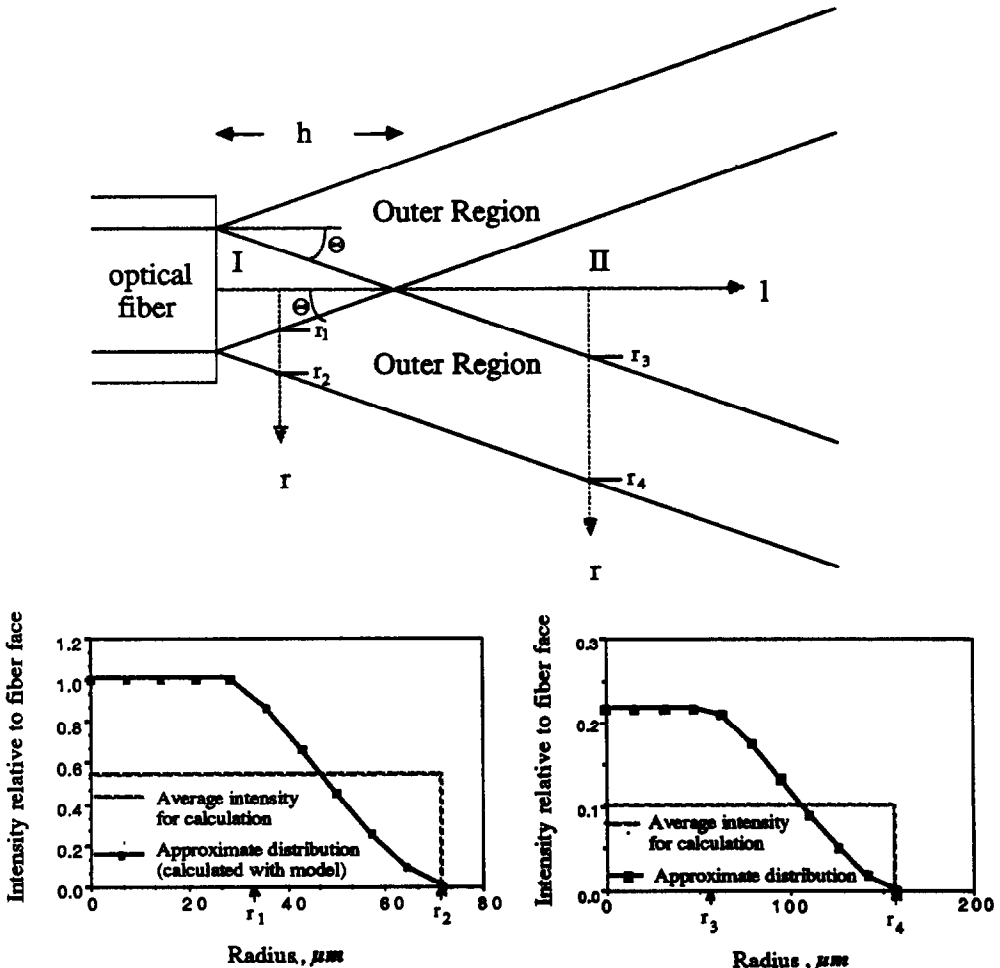 h
Outer Region
Θ
I
II
optical
fiber
l
Θ
r1
r2
Outer Region
r3
r
r4
r
Intensity relative to fiber face
1.2
1.0
0.8
0.6
0.4
0.2
0.0
Average intensity
for calculation
Approximate distribution
(calculated with model)
0
20
40
60
80
r1
r2
Radius, μm
Intensity relative to fiber face
0.3
0.2
0.1
0.0
Average intensity
for calculation
Approximate distribution
0
100
200
r3
r4
Radius, μm